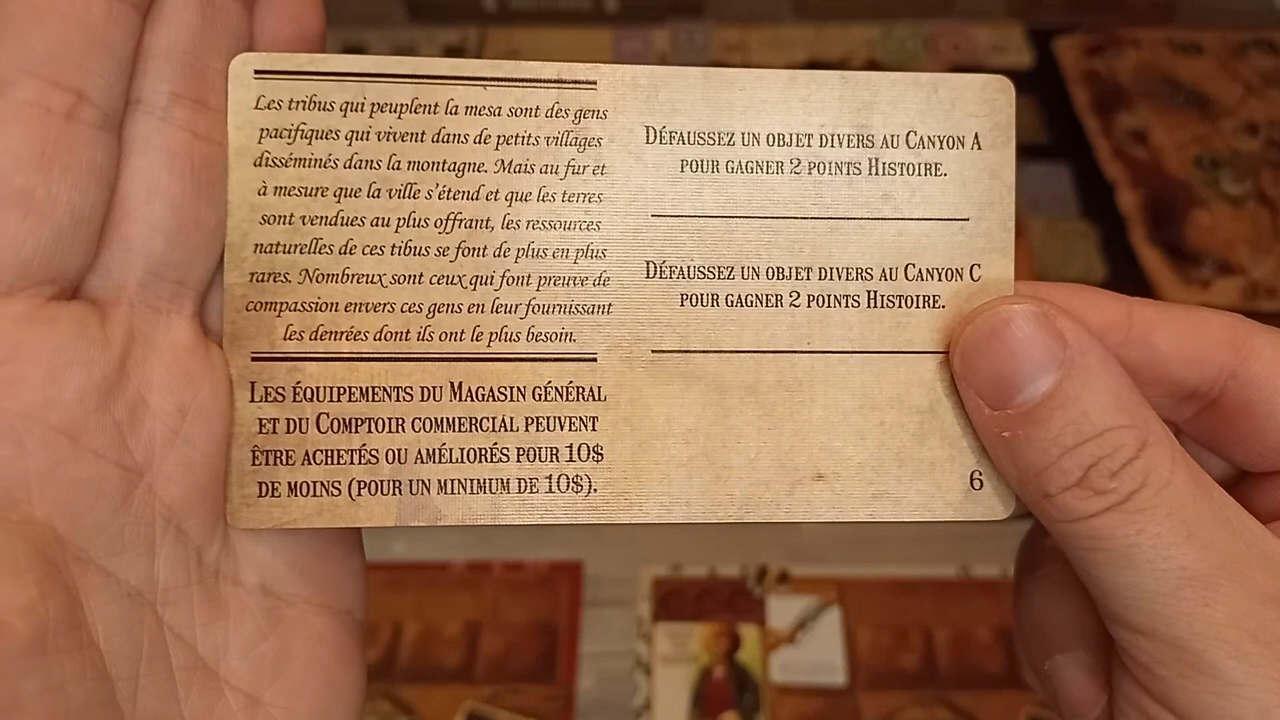 Les tribus qui peuplent la mesa sont des gens
pacifiques qui vivent dans de petits villages
disséminés dans la montagne. Mais au fur et
à mesure que la ville s'étend et que les terres
sont vendues au plus offrant, les ressources
naturelles de ces tibus se font de plus en plus
rares. Nombreux sont ceux qui font preuve de
compassion envers ces gens en leur fournissant
les denrées dont ils ont le plus besoin.
Les équipements du Magasin général
et du Comptoir commercial peuvent
être achetés ou améliorés pour 10$
de moins (pour un minimum de 10$).
Défaussez un objet divers au Canyon A
pour gagner 2 points Histoire.
Défaussez un objet divers au Canyon C
pour gagner 2 points Histoire.
6